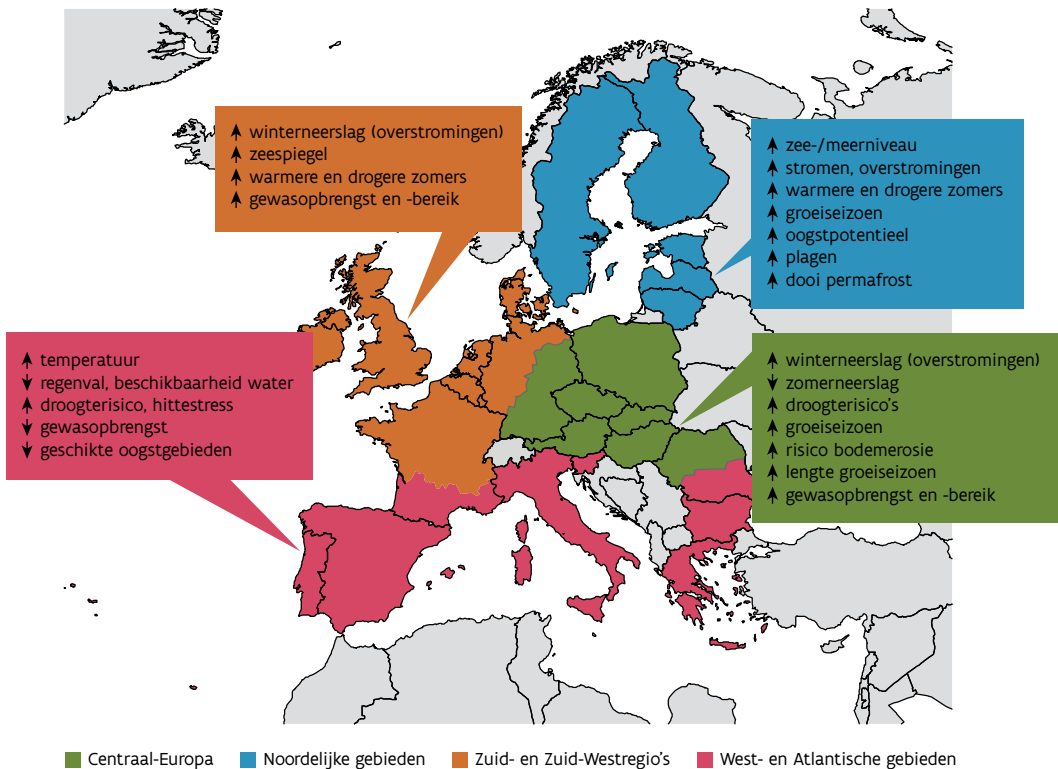 ↑ winterneerslag (overstromingen)
↑ zeespiegel
↑ warmere en drogere zomers
↑ gewasopbrengst en -bereik
↑ zee-/meerniveau
↑ stromen, overstromingen
↑ warmere en drogere zomers
↑ groeiseizoen
↑ oogstpotentieel
↑ plagen
↑ dooi permafrost
↑ temperatuur
↓ regenval, beschikbaarheid water
↑ droogterisico, hittestress
↓ gewasopbrengst
↓ geschikte oogstgebieden
↑ winterneerslag (overstromingen)
↓ zomerneerslag
↑ droogterisico's
↑ groeiseizoen
↑ risico bodemerosie
↑ lengte groeiseizoen
↑ gewasopbrengst en -bereik
Centraal-Europa
Noordelijke gebieden
Zuid- en Zuid-Westregio's
West- en Atlantische gebieden